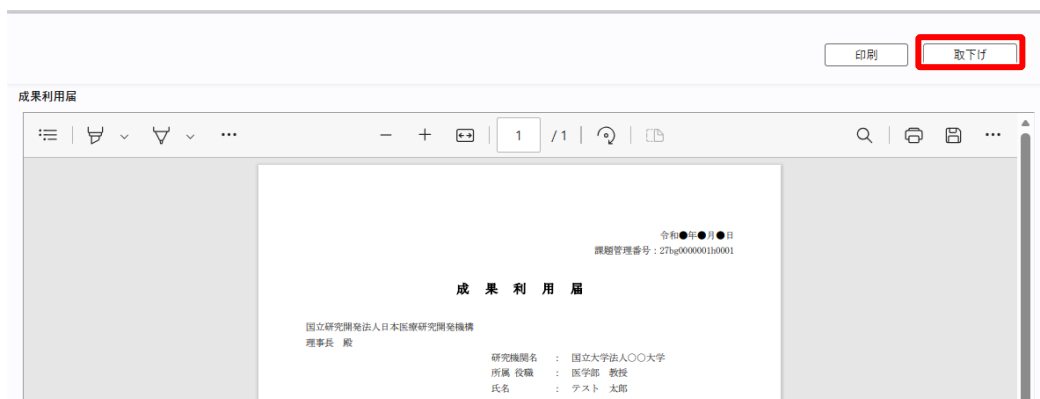 印刷 取下げ
成果利用届
1 /1
令和●年●月●日
課題管理番号：27hg0000001h0001
成 果 利 用 届
国立研究開発法人日本医療研究開発機構
理事長 殿
研究機関名 ： 国立大学法人〇〇大学
所属 役職 ： 医学部 教授
氏名 ： テスト 太郎